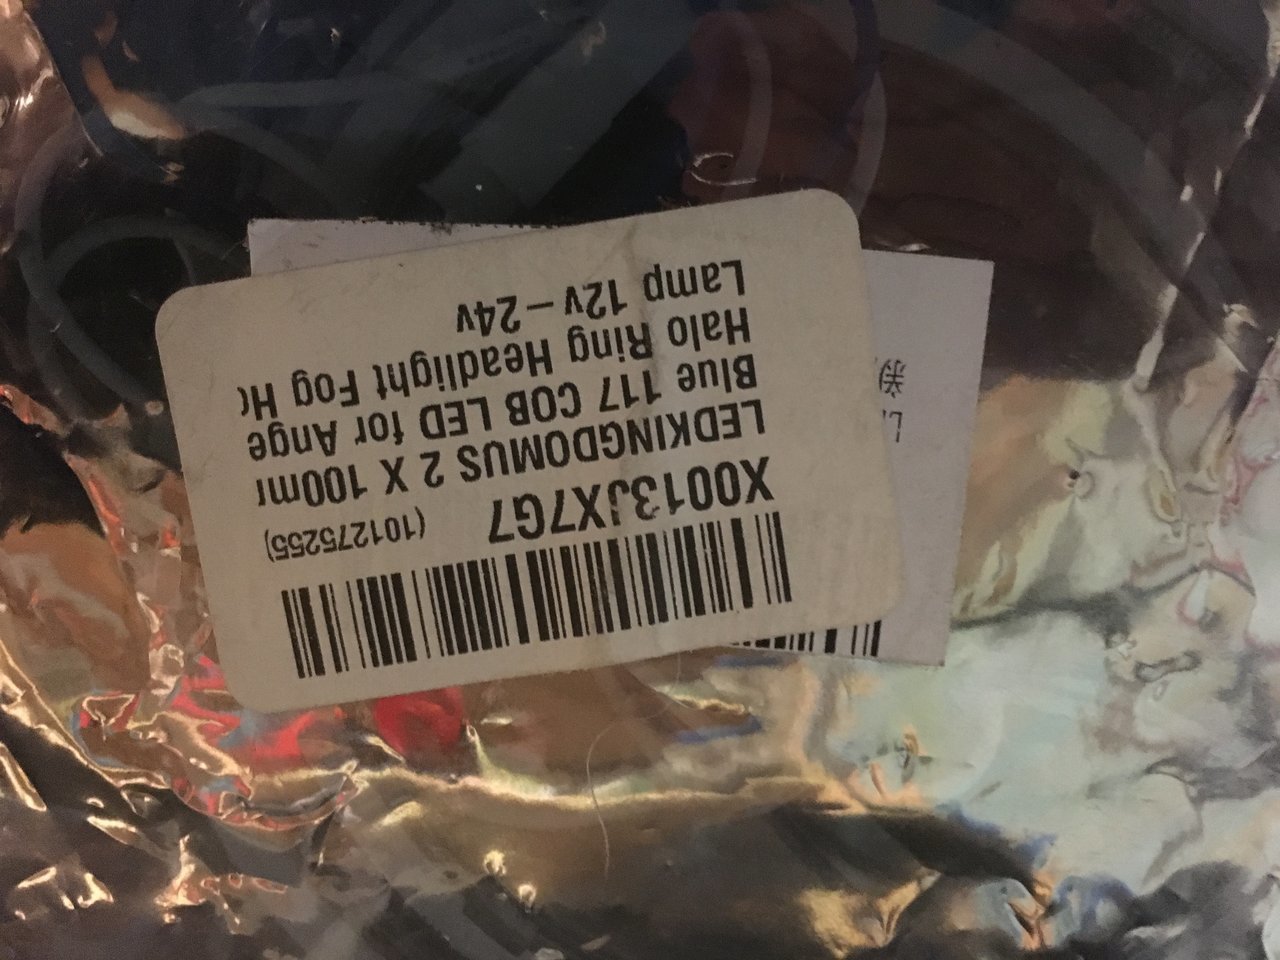 X0013JX7G7
(101275255)
LEDKINGDOMUS 2 X 100m
Blue 117 COB LED for Ange
Halo Ring Headlight Fog H
Lamp 12v – 24v